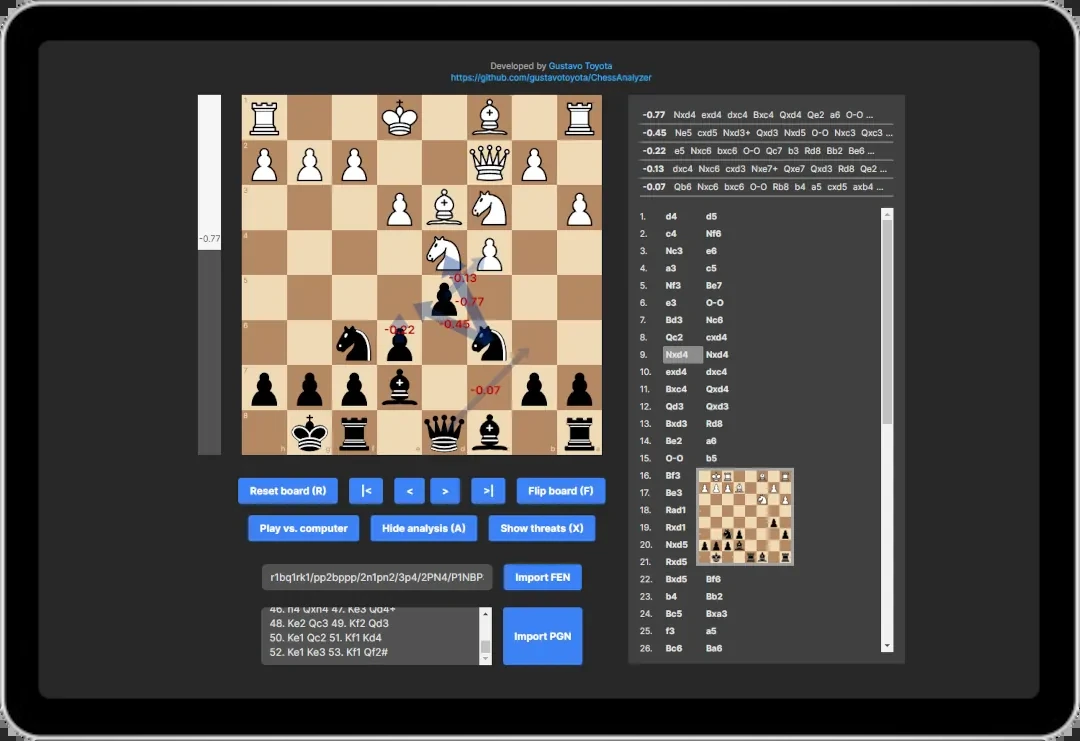 Developed by Gustavo Toyota
https://github.com/gustavotoyota/ChessAnalyzer
-0.77
1
2
3
4
5
6
7
8
h
g
f
e
d
b
a
-0.13
-0.77
-0.45
-0.22
-0.07
Reset board (R)
|<
<
>
>|
Flip board (F)
Play vs. computer
Hide analysis (A)
Show threats (X)
r1bq1rk1/pp2bppp/2n1pn2/3p4/2PN4/P1NBP
Import FEN
46. h4 Qxh4 47. Ke3 Qd4+
48. Ke2 Qc3 49. Kf2 Qd3
50. Ke1 Qc2 51. Kf1 Kd4
52. Ke1 Ke3 53. Kf1 Qf2#
Import PGN
-0.77 Nxd4 exd4 dxc4 Bxc4 Qxd4 Qe2 a6 O-O ...
-0.45 Ne5 cxd5 Nxd3+ Qxd3 Nxd5 O-O Nxc3 Qxc3 ...
-0.22 e5 Nxc6 bxc6 O-O Qc7 b3 Rd8 Bb2 Be6 ...
-0.13 dxc4 Nxc6 cxd3 Nxe7+ Qxe7 Qxd3 Rd8 Qe2 ...
-0.07 Qb6 Nxc6 bxc6 O-O Rb8 b4 a5 cxd5 axb4 ...
1. d4 d5
2. c4 Nf6
3. Nc3 e6
4. a3 c5
5. Nf3 Be7
6. e3 O-O
7. Bd3 Nc6
8. Qc2 cxd4
9. Nxd4 Nxd4
10. exd4 dxc4
11. Bxc4 Qxd4
12. Qd3 Qxd3
13. Bxd3 Rd8
14. Be2 a6
15. O-O b5
16. Bf3
17. Be3
18. Rad1
19. Rxd1
20. Nxd5
21. Rxd5
22. Bxd5 Bf6
23. b4 Bb2
24. Bc5 Bxa3
25. f3 a5
26. Bc6 Ba6